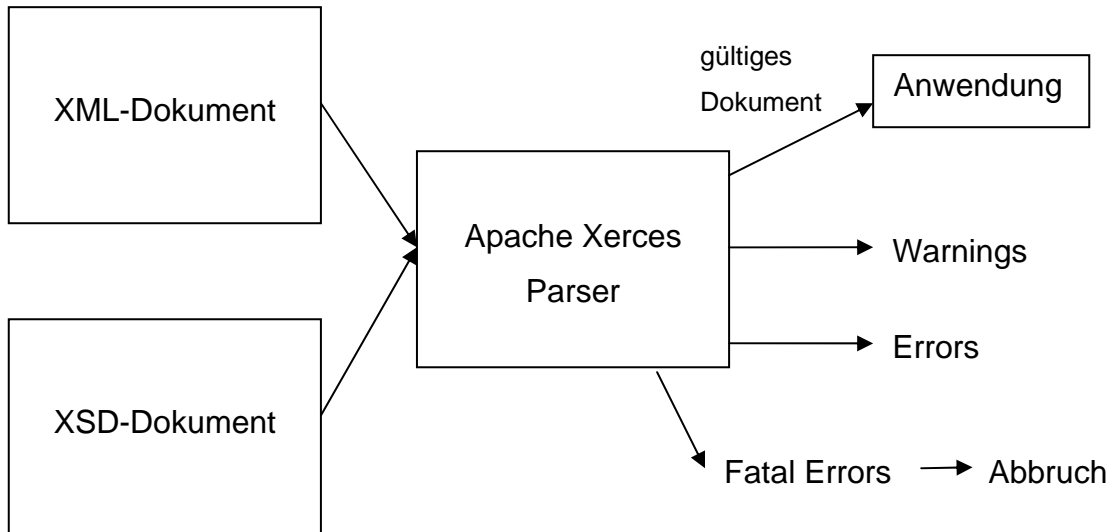 XML-Dokument
XSD-Dokument
Apache Xerces
Parser
gültiges
Dokument
Anwendung
Warnings
Errors
Fatal Errors
Abbruch